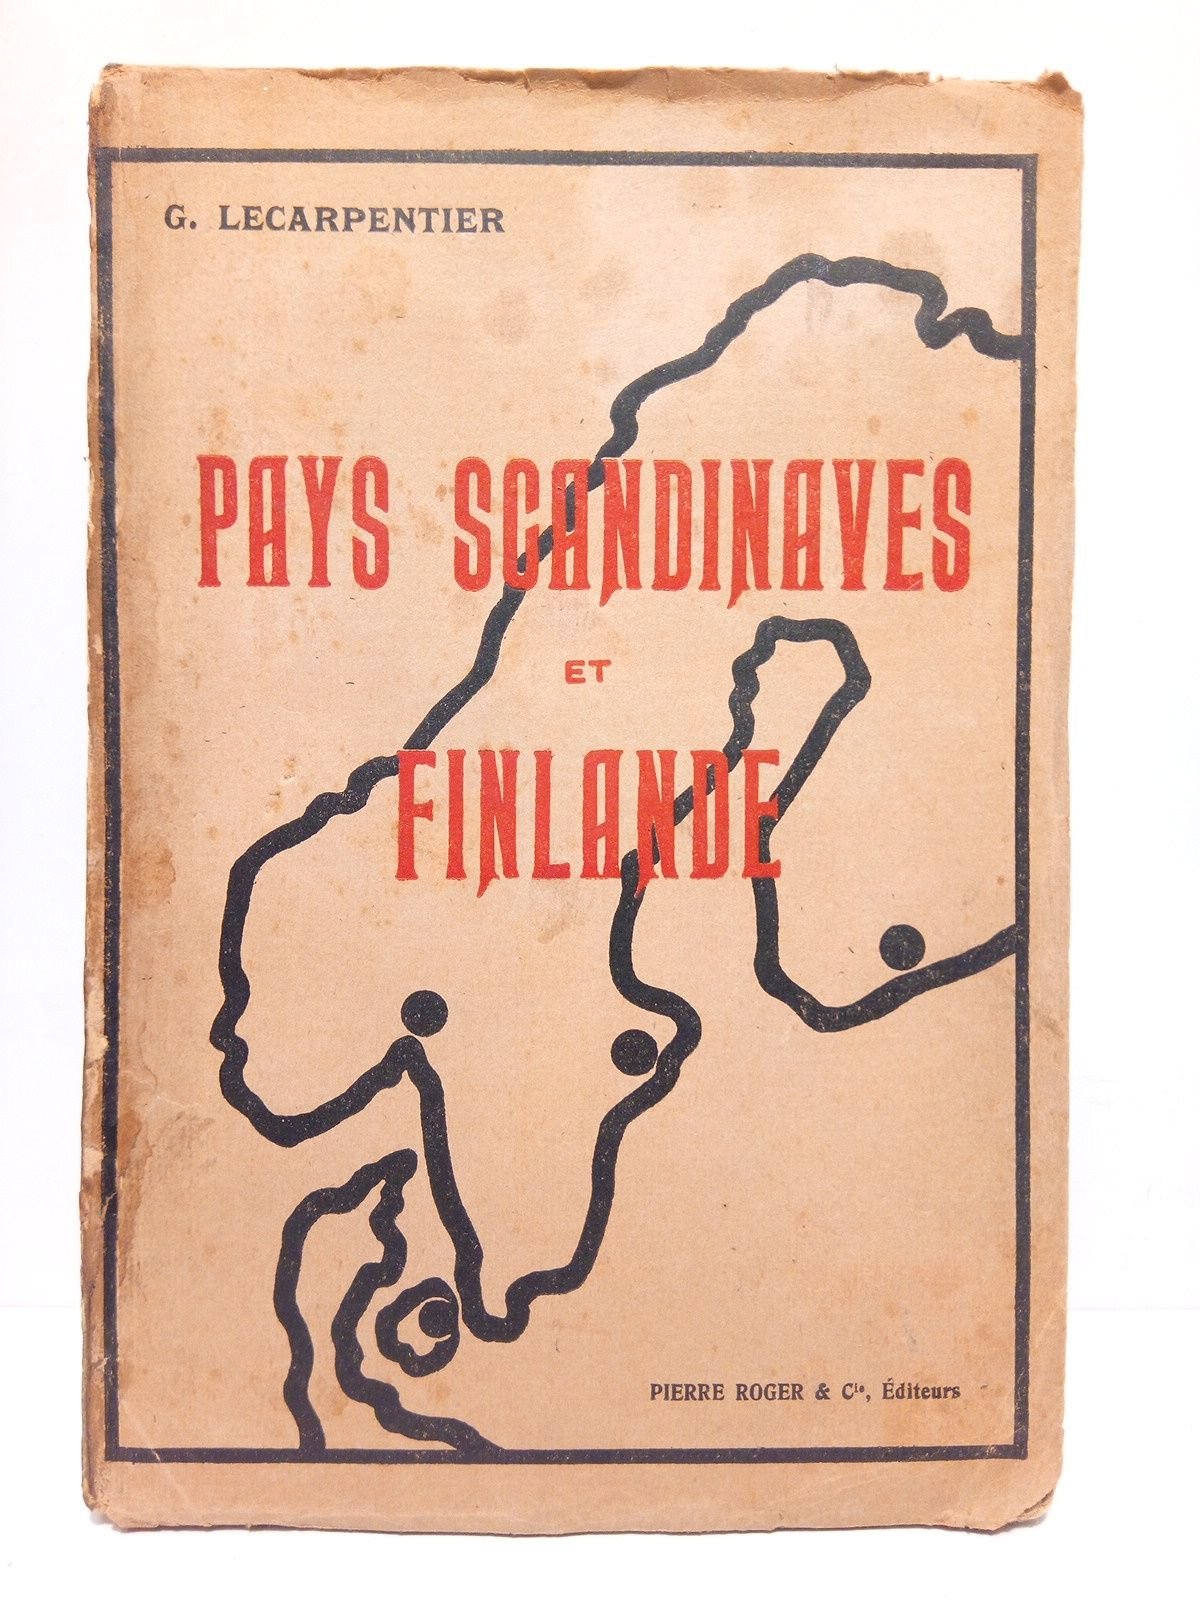 G. LECARPENTIER
PAYS SCANDINAVES
ET
FINLANDE
PIERRE ROGER & Cie, Éditeurs